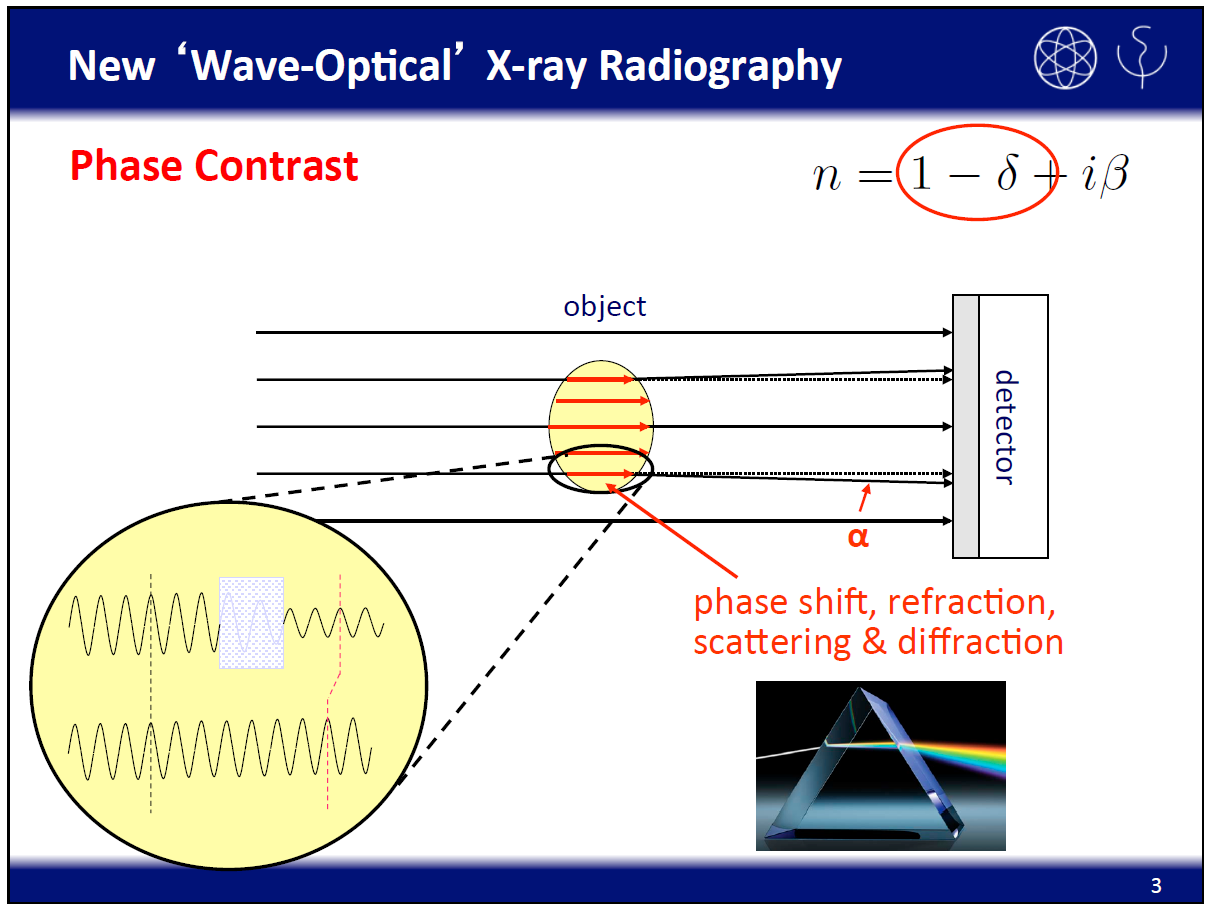 New ‘Wave-Optical’ X-ray Radiography
Phase Contrast
n = 1 − δ + iβ
object
detector
α
phase shift, refraction,
scattering & diffraction
3